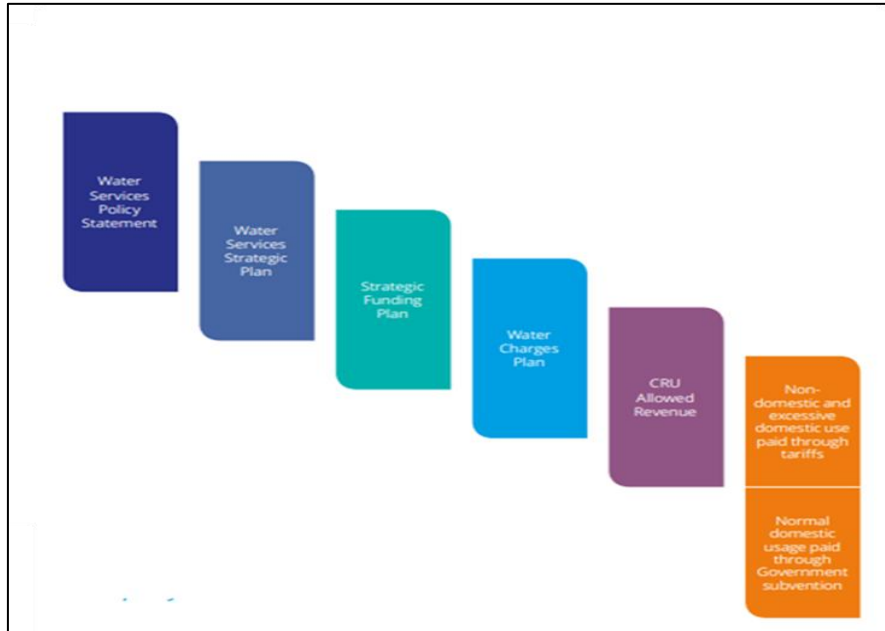 Water
Services
Policy
Statement
Water
Services
Strategic
Plan
Strategic
Funding
Plan
Water
Charges
Plan
CRU
Allowed
Revenue
Non-
domestic and
excessive
domestic use
paid through
tariffs
Normal
domestic
usage paid
through
Government
subvention